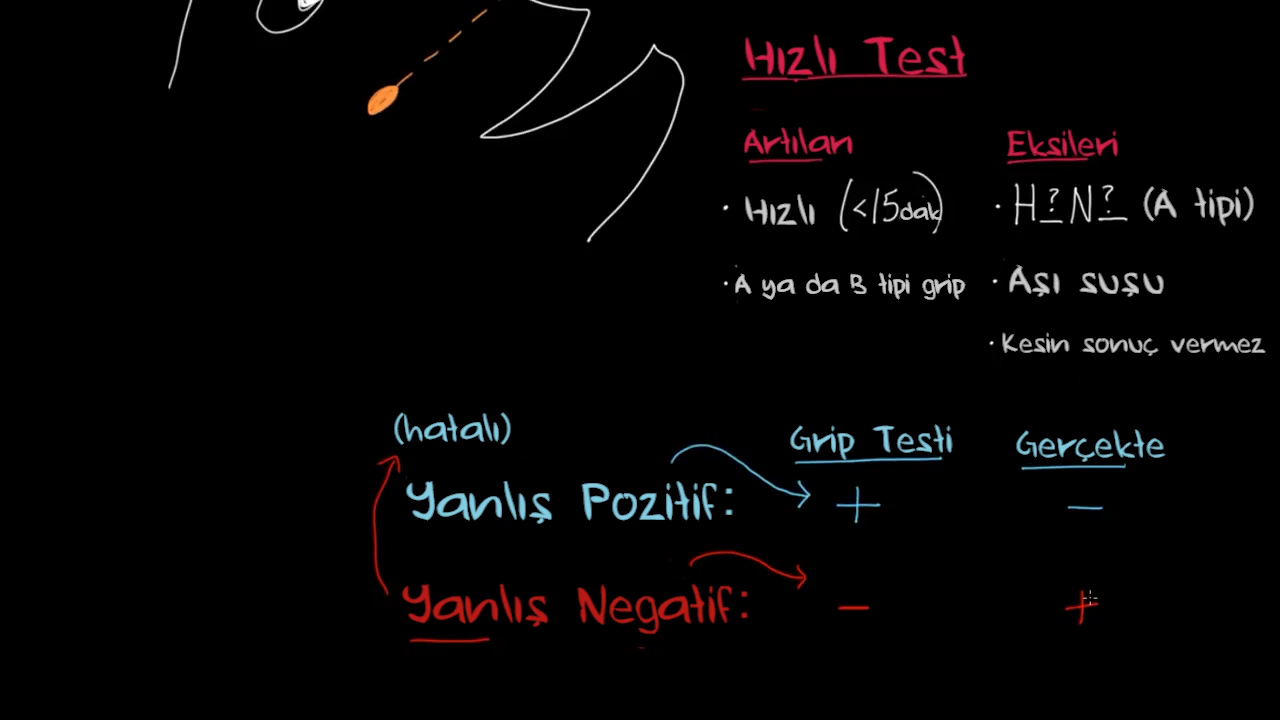 Hızlı Test
Artıları
Eksileri
· Hızlı (<15dak)
· H ? N ? (A tipi)
· A ya da B tipi grip
· Aşı suşu
· Kesin sonuç vermez
(hatalı)
Grip Testi
Gerçekte
Yanlış Pozitif:
+
−
Yanlış Negatif:
−
+